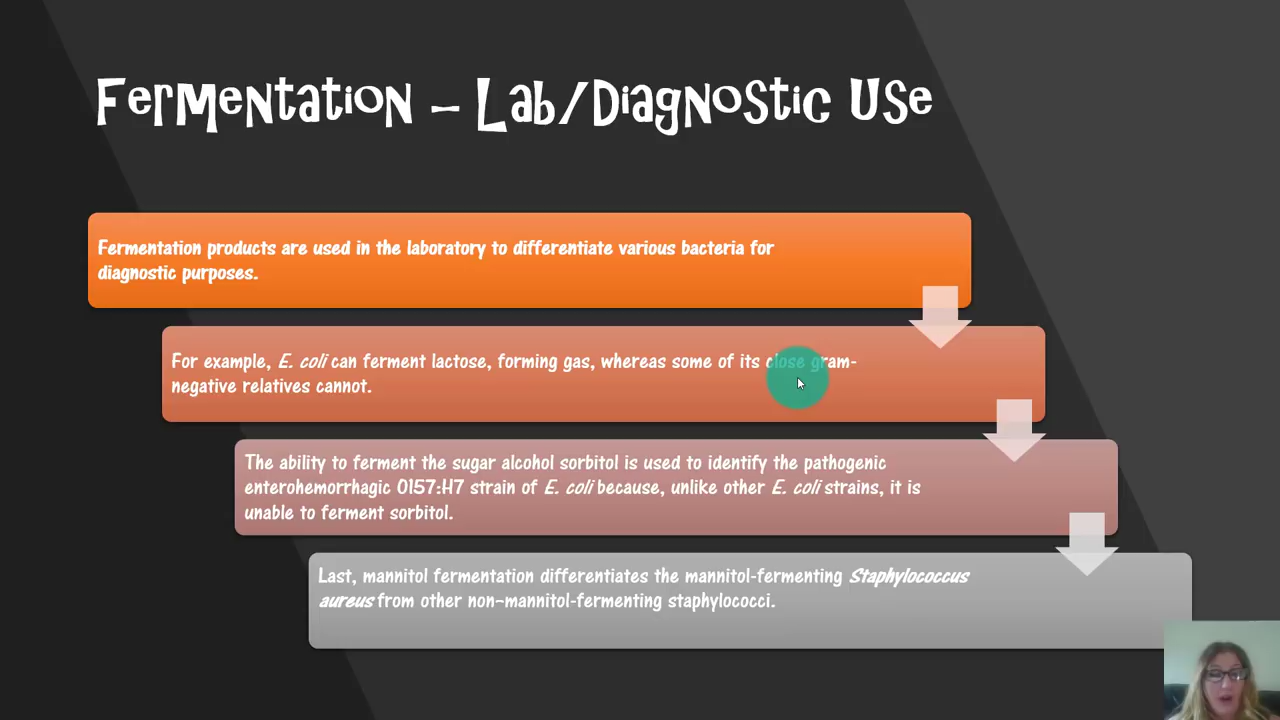 Fermentation – Lab/Diagnostic Use
Fermentation products are used in the laboratory to differentiate various bacteria for
diagnostic purposes.
For example, E. coli can ferment lactose, forming gas, whereas some of its close gram-
negative relatives cannot.
The ability to ferment the sugar alcohol sorbitol is used to identify the pathogenic
enterohemorrhagic O157:H7 strain of E. coli because, unlike other E. coli strains, it is
unable to ferment sorbitol.
Last, mannitol fermentation differentiates the mannitol-fermenting Staphylococcus
aureus from other non–mannitol-fermenting staphylococci.